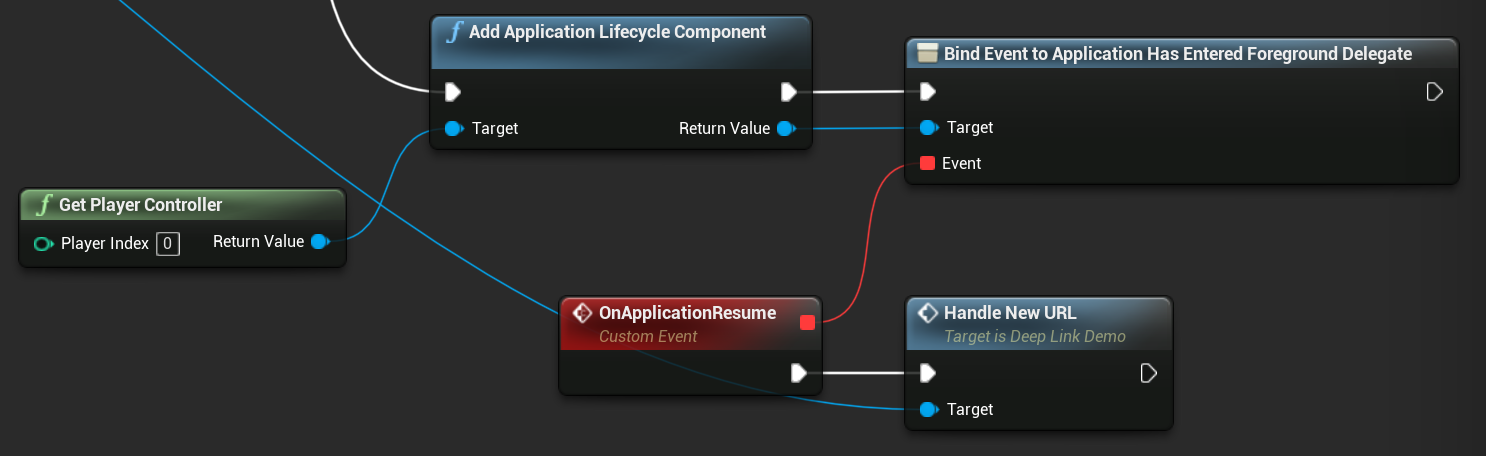 Add Application Lifecycle Component
Target
Return Value
Bind Event to Application Has Entered Foreground Delegate
Target
Event
Get Player Controller
Player Index 0
Return Value
OnApplicationResume
Custom Event
Handle New URL
Target is Deep Link Demo
Target